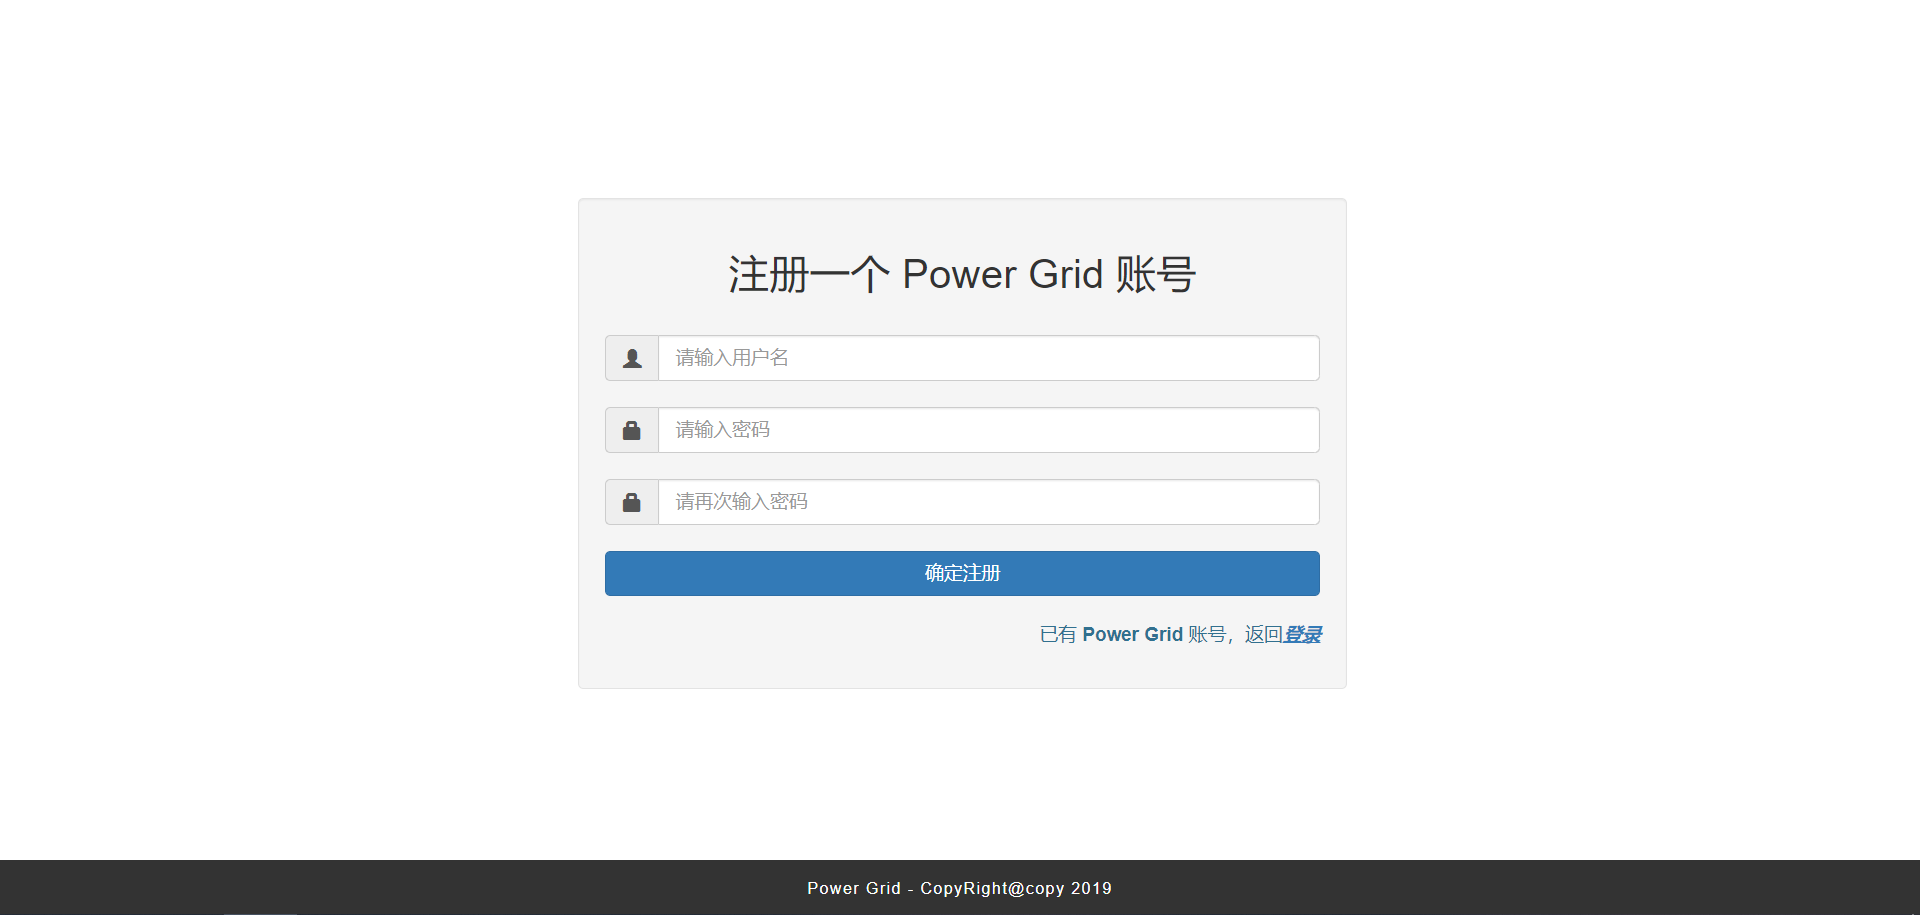 注册一个 Power Grid 账号
请输入用户名
请输入密码
请再次输入密码
确定注册
已有 Power Grid 账号，返回登录
Power Grid - CopyRight@copy 2019